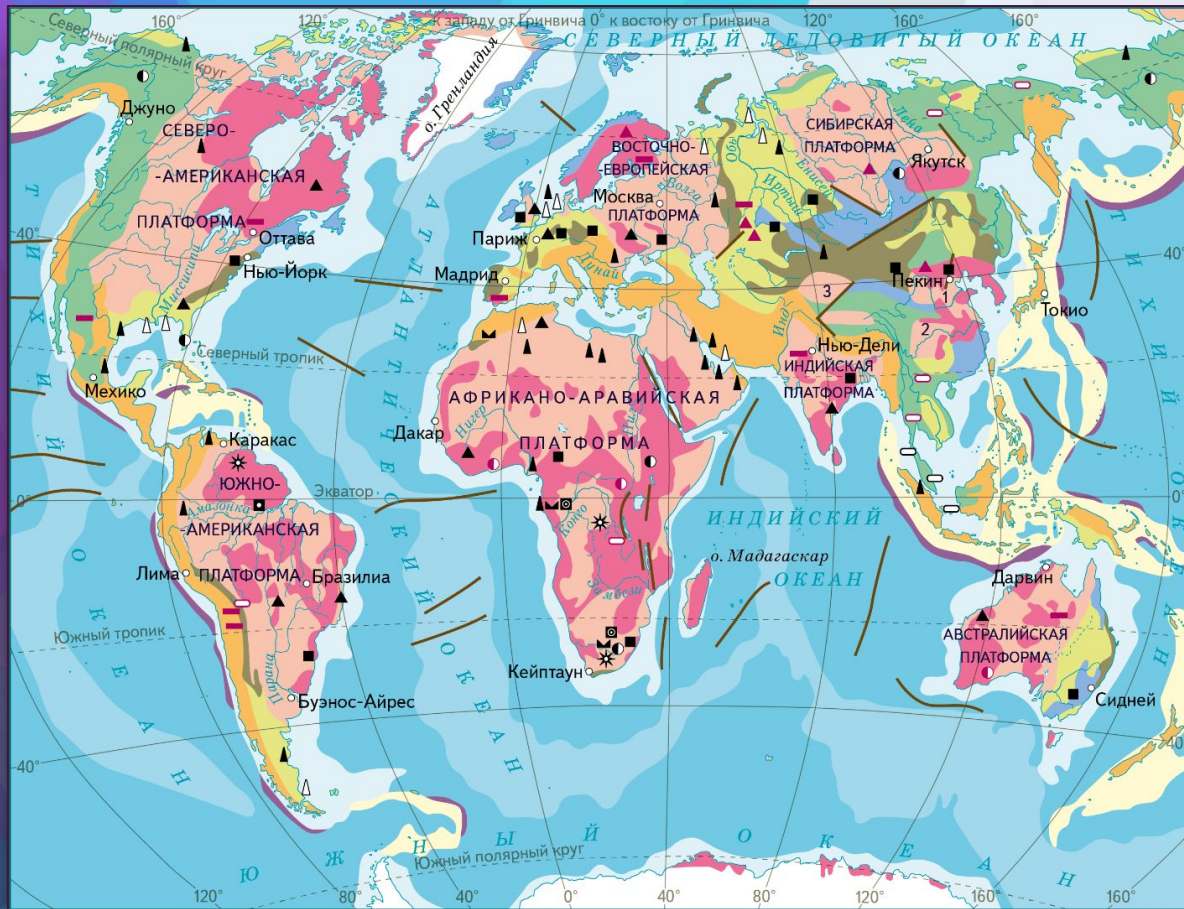 160°
120°
к западу от Гринвича 0° к востоку от Гринвича
120°
160°
160°
Северный полярный круг
СЕВЕРНЫЙ ЛЕДОВИТЫЙ ОКЕАН
о. Гренландия
Джуно
СЕВЕРО-
-АМЕРИКАНСКАЯ
ПЛАТФОРМА
Оттава
Нью-Йорк
Миссисипи
40°
ВОСТОЧНО-
-ЕВРОПЕЙСКАЯ
Москва
Волга
ПЛАТФОРМА
Обь
Иртыш
Енисей
СИБИРСКАЯ
ПЛАТФОРМА
Лена
Якутск
40°
Париж
Мадрид
Дунай
Пекин
1
2
3
Токио
Инд
Нью-Дели
ИНДИЙСКАЯ
ПЛАТФОРМА
Северный тропик
Мехико
АФРИКАНО-АРАВИЙСКАЯ
ПЛАТФОРМА
Дакар
Нигер
Нил
Каракас
ЮЖНО-
Амазонка
-АМЕРИКАНСКАЯ
ПЛАТФОРМА
Бразилиа
Лима
Экватор
0°
0°
Конго
Замбези
ИНДИЙСКИЙ
ОКЕАН
о. Мадагаскар
Дарвин
АВСТРАЛИЙСКАЯ
ПЛАТФОРМА
Сидней
Южный тропик
Кейптаун
Парана
Буэнос-Айрес
ТИХИЙ
ОКЕАН
АТЛАНТИЧЕСКИЙ
ОКЕАН
ТИХИЙ
ОКЕАН
40°
40°
ЮЖНЫЙ ОКЕАН
Южный полярный круг
120°
80°
40°
0°
40°
80°
120°
160°
160°